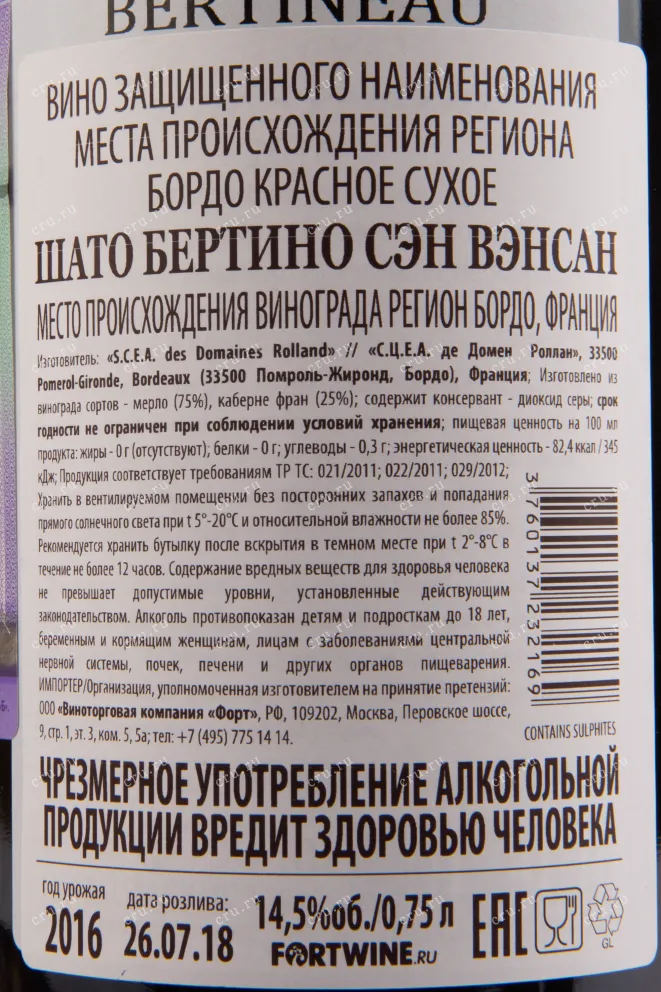 BERTINEAU
ВИНО ЗАЩИЩЕННОГО НАИМЕНОВАНИЯ
МЕСТА ПРОИСХОЖДЕНИЯ РЕГИОНА
БОРДО КРАСНОЕ СУХОЕ
ШАТО БЕРТИНО СЭН ВЭНСАН
МЕСТО ПРОИСХОЖДЕНИЯ ВИНОГРАДА РЕГИОН БОРДО, ФРАНЦИЯ
Изготовитель: «S.C.E.A. des Domaines Rolland» // «С.Ц.Е.А. де Домен Роллан», 33500
Pomerol-Gironde, Bordeaux (33500 Помроль-Жиронд, Бордо), Франция; Изготовлено из
винограда сортов - мерло (75%), каберне фран (25%); содержит консервант - диоксид серы; срок
годности не ограничен при соблюдении условий хранения; пищевая ценность на 100 мл
продукта: жиры - 0 г (отсутствуют); белки - 0 г; углеводы - 0,3 г; энергетическая ценность - 82,4 ккал / 345
кДж; Продукция соответствует требованиям ТР ТС: 021/2011; 022/2011; 029/2012;
Хранить в вентилируемом помещении без посторонних запахов и попадания
прямого солнечного света при t 5°-20°С и относительной влажности не более 85%.
Рекомендуется хранить бутылку после вскрытия в темном месте при t 2°-8°С в
течение не более 12 часов. Содержание вредных веществ для здоровья человека
не превышает допустимые уровни, установленные действующим
законодательством. Алкоголь противопоказан детям и подросткам до 18 лет,
беременным и кормящим женщинам, лицам с заболеваниями центральной
нервной системы, почек, печени и других органов пищеварения.
ИМПОРТЕР/Организация, уполномоченная изготовителем на принятие претензий:
ООО «Виноторговая компания «Форт», РФ, 109202, Москва, Перовское шоссе,
9, стр. 1, эт. 3, ком. 5, 5а; тел: +7 (495) 775 14 14.
3 760137 232169
CONTAINS SULPHITES
ЧРЕЗМЕРНОЕ УПОТРЕБЛЕНИЕ АЛКОГОЛЬНОЙ
ПРОДУКЦИИ ВРЕДИТ ЗДОРОВЬЮ ЧЕЛОВЕКА
год урожая
2016
дата розлива:
26.07.18
14,5%об./0,75 л
FORTWINE.RU
EAC
GL
cru.ru